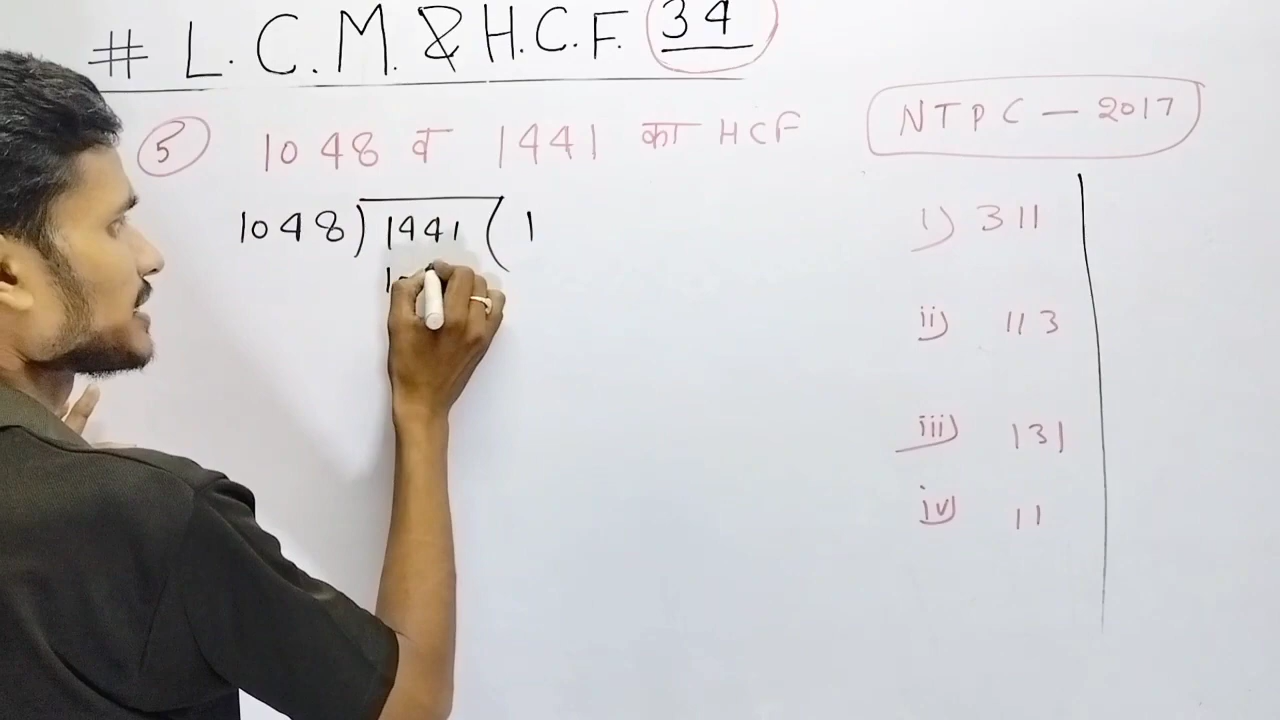 # L.C.M. & H.C.F. 34
5 1048 व 1441 का HCF
NTPC - 2017
1048) 1441 ( 1
i) 311
ii) 113
iii) 131
iv) 11